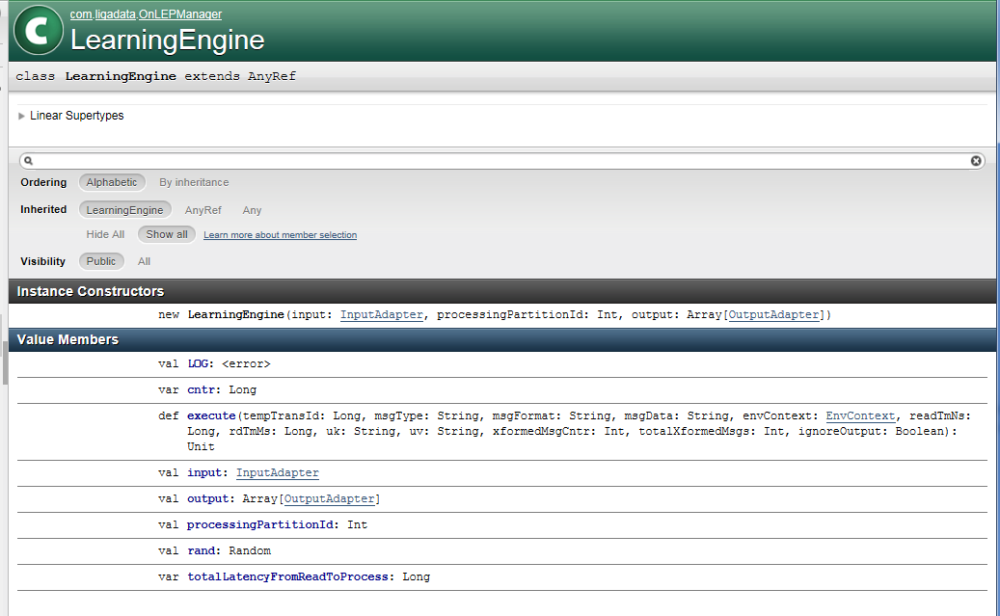 com.ligadata.OnLEPManager
C
LearningEngine
class LearningEngine extends AnyRef
Linear Supertypes
Ordering Alphabetic By inheritance
Inherited LearningEngine AnyRef Any
Hide All Show all Learn more about member selection
Visibility Public All
Instance Constructors
new LearningEngine(input: InputAdapter, processingPartitionId: Int, output: Array[OutputAdapter])
Value Members
val LOG: <error>
var cntr: Long
def execute(tempTransId: Long, msgType: String, msgFormat: String, msgData: String, envContext: EnvContext, readTmNs:
Long, rdTmMs: Long, uk: String, uv: String, xformedMsgCntr: Int, totalXformedMsgs: Int, ignoreOutput: Boolean):
Unit
val input: InputAdapter
val output: Array[OutputAdapter]
val processingPartitionId: Int
val rand: Random
var totalLatencyFromReadToProcess: Long